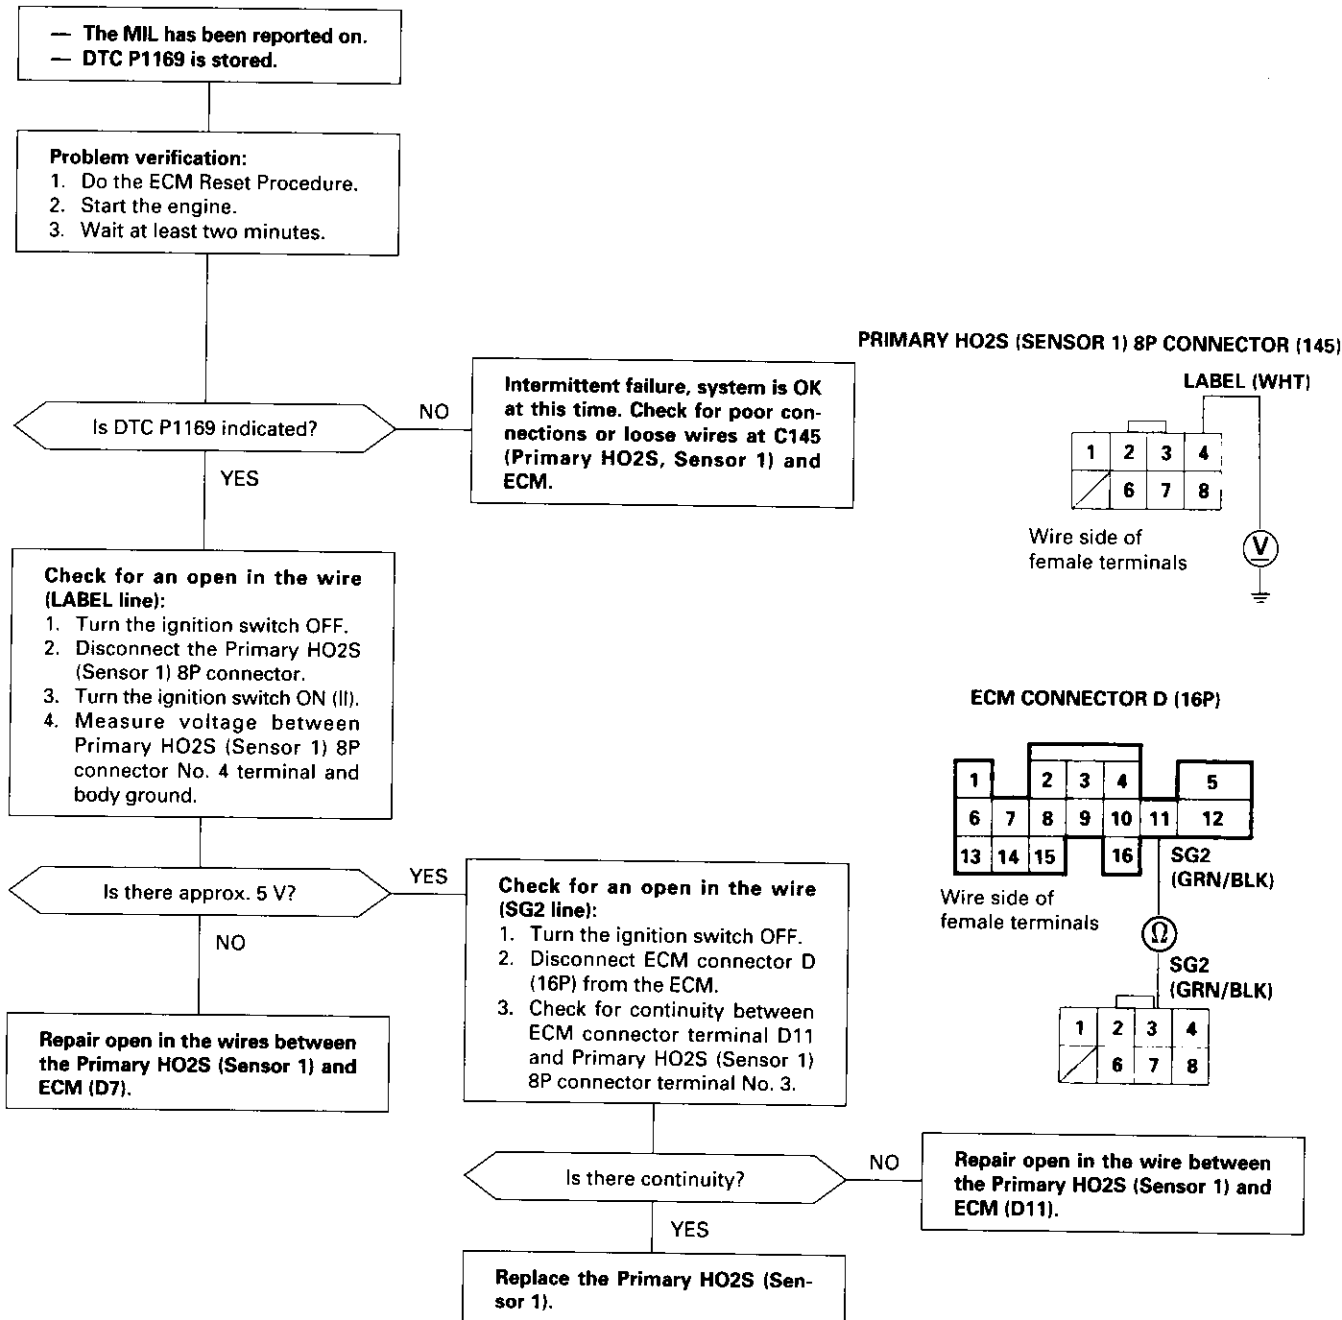 — The MIL has been reported on.
— DTC P1169 is stored.
Problem verification:
1. Do the ECM Reset Procedure.
2. Start the engine.
3. Wait at least two minutes.
Is DTC P1169 indicated?
NO
YES
Intermittent failure, system is OK
at this time. Check for poor con-
nections or loose wires at C145
(Primary HO2S, Sensor 1) and
ECM.
PRIMARY HO2S (SENSOR 1) 8P CONNECTOR (145)
LABEL (WHT)
1 2 3 4
6 7 8
Wire side of
female terminals
V
Check for an open in the wire
(LABEL line):
1. Turn the ignition switch OFF.
2. Disconnect the Primary HO2S
(Sensor 1) 8P connector.
3. Turn the ignition switch ON (II).
4. Measure voltage between
Primary HO2S (Sensor 1) 8P
connector No. 4 terminal and
body ground.
Is there approx. 5 V?
YES
NO
Repair open in the wires between
the Primary HO2S (Sensor 1) and
ECM (D7).
Check for an open in the wire
(SG2 line):
1. Turn the ignition switch OFF.
2. Disconnect ECM connector D
(16P) from the ECM.
3. Check for continuity between
ECM connector terminal D11
and Primary HO2S (Sensor 1)
8P connector terminal No. 3.
ECM CONNECTOR D (16P)
1 2 3 4 5
6 7 8 9 10 11 12
13 14 15 16
SG2
(GRN/BLK)
Wire side of
female terminals
Ω
SG2
(GRN/BLK)
1 2 3 4
6 7 8
Is there continuity?
NO
YES
Repair open in the wire between
the Primary HO2S (Sensor 1) and
ECM (D11).
Replace the Primary HO2S (Sen-
sor 1).